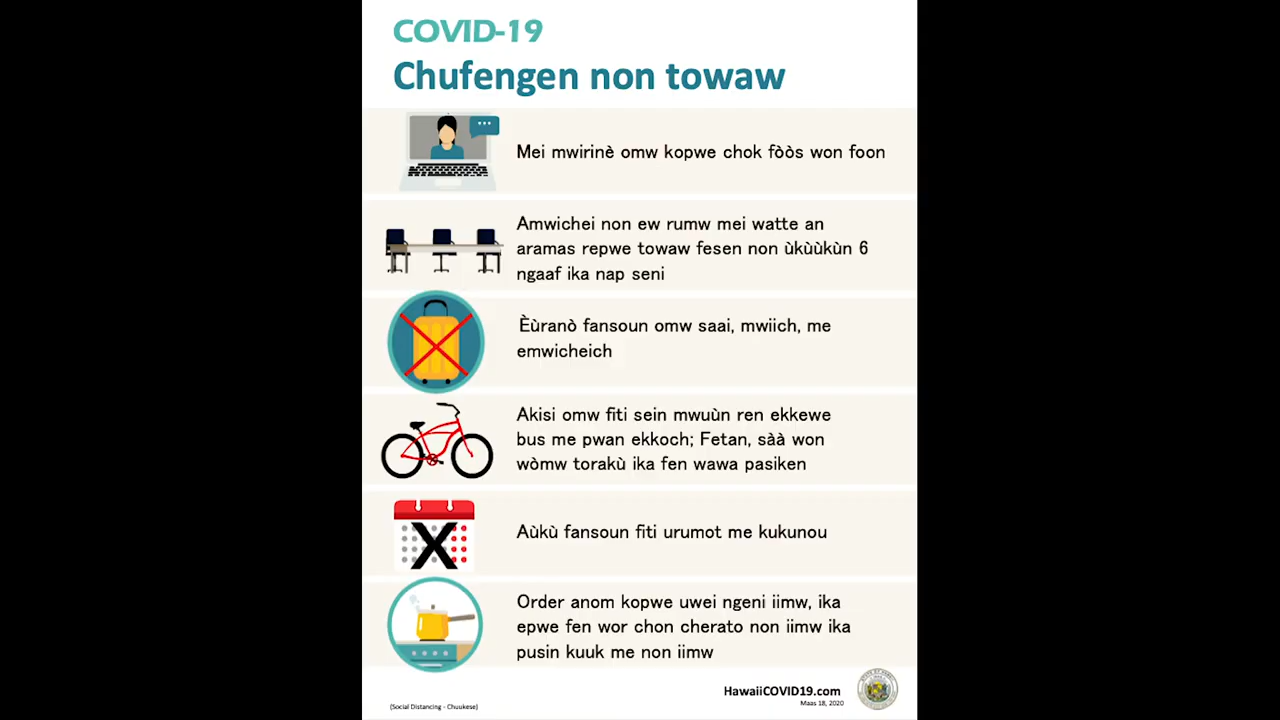 COVID-19
Chufengen non towaw
Mei mwirinè omw kopwe chok fòòs won foon
Amwichei non ew rumw mei watte an
aramas repwe towaw fesen non ùkùùkùn 6
ngaaf ika nap seni
Èùranò fansoun omw saai, mwiich, me
emwicheich
Akisi omw fiti sein mwuùn ren ekkewe
bus me pwan ekkoch; Fetan, sàà won
wòmw torakù ika fen wawa pasiken
Aùkù fansoun fiti urumot me kukunou
Order anom kopwe uwei ngeni iimw, ika
epwe fen wor chon cherato non iimw ika
pusin kuuk me non iimw
HawaiiCOVID19.com
Maas 18, 2020
(Social Distancing - Chuukese)